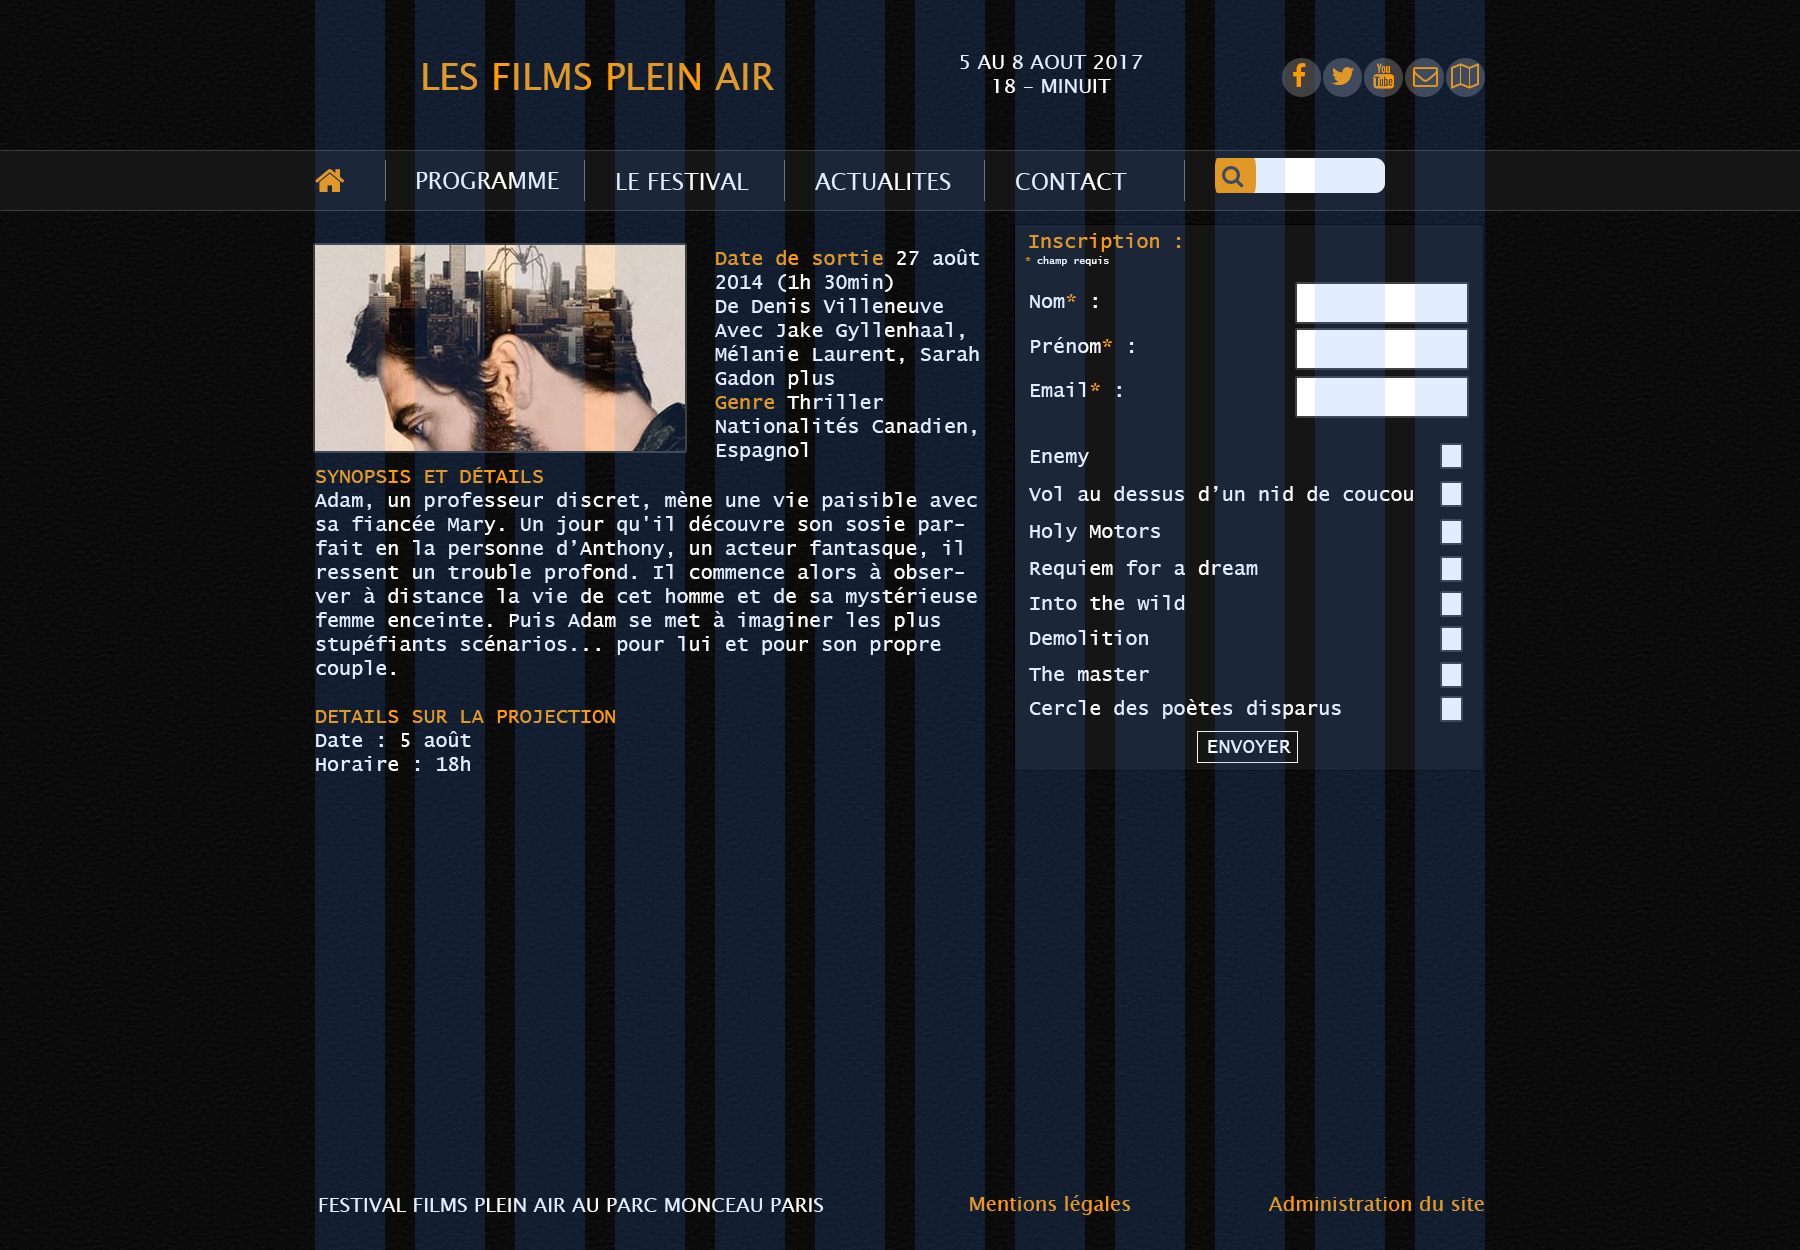 LES FILMS PLEIN AIR
5 AU 8 AOUT 2017
18 - MINUIT
You
Tube
PROGRAMME
LE FESTIVAL
ACTUALITES
CONTACT
Date de sortie 27 août
2014 (1h 30min)
De Denis Villeneuve
Avec Jake Gyllenhaal,
Mélanie Laurent, Sarah
Gadon plus
Genre Thriller
Nationalités Canadien,
Espagnol
SYNOPSIS ET DÉTAILS
Adam, un professeur discret, mène une vie paisible avec
sa fiancée Mary. Un jour qu'il découvre son sosie par-
fait en la personne d’Anthony, un acteur fantasque, il
ressent un trouble profond. Il commence alors à obser-
ver à distance la vie de cet homme et de sa mystérieuse
femme enceinte. Puis Adam se met à imaginer les plus
stupéfiants scénarios... pour lui et pour son propre
couple.
DETAILS SUR LA PROJECTION
Date : 5 août
Horaire : 18h
Inscription :
* champ requis
Nom* :
Prénom* :
Email* :
Enemy
Vol au dessus d’un nid de coucou
Holy Motors
Requiem for a dream
Into the wild
Demolition
The master
Cercle des poètes disparus
ENVOYER
FESTIVAL FILMS PLEIN AIR AU PARC MONCEAU PARIS
Mentions légales
Administration du site